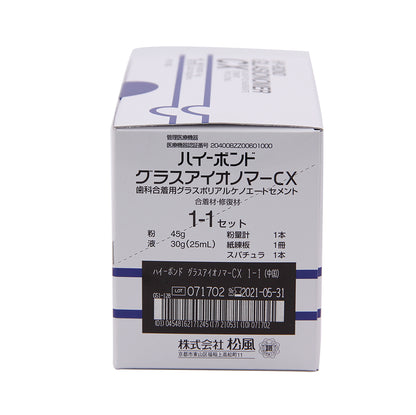 HY-BOND
GLASIONOMER
CX
管理医療機器
医療機器認証番号 20400BZZ00601000
ハイ-ボンド
グラスアイオノマーCX
歯科合着用グラスポリアルケノエートセメント
合着材・修復材
1-1セット
粉 45g 粉量計 1本
液 30g(25mL) 紙練板 1冊
スパチュラ 1本
ハイ-ボンド グラスアイオノマーCX 1-1 (中国)
LOT 071702 2021-05-31
051-128
株式会社 松風
京都市東山区福稲上高松町11